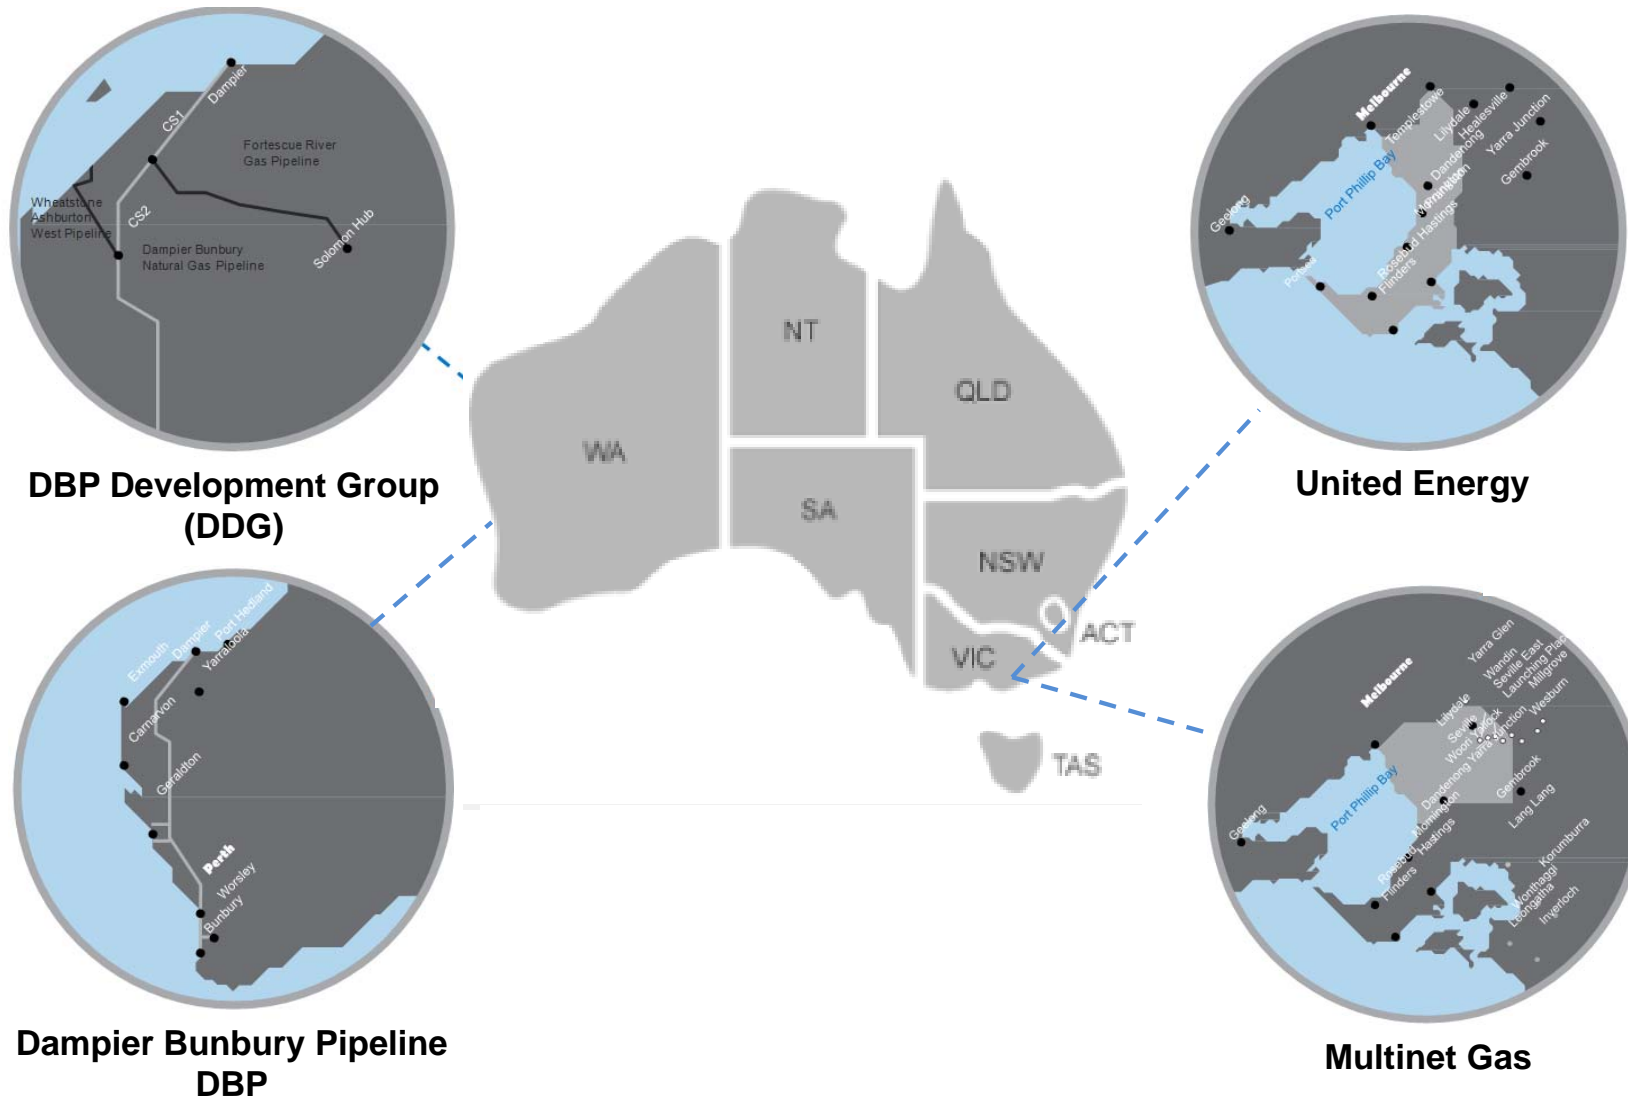 Dampier
CS1
Fortescue River
Gas Pipeline
Wheatstone
Ashburton
West Pipeline
CS2
Dampier Bunbury
Natural Gas Pipeline
Solomon Hub
DBP Development Group
(DDG)
Port Hedland
Dampier
Yarraloola
Exmouth
Carnarvon
Geraldton
Perth
Worsley
Bunbury
Dampier Bunbury Pipeline
DBP
NT
QLD
WA
SA
NSW
ACT
VIC
TAS
Melbourne
Templestowe
Lilydale
Healesville
Yarra Junction
Dandenong
Gembrook
Port Phillip Bay
Mornington
Geelong
Hastings
Rosebud
Flinders
Portsea
United Energy
Yarra Glen
Wandin
Seville East
Launching Plac
Millgrove
Melbourne
Wesburn
Lilydale
Seville
Woori Yallock
Yarra Junction
Port Phillip Bay
Dandenong
Gembrook
Lang Lang
Geelong
Mornington
Hastings
Rosebud
Flinders
Korumburra
Wonthaggi
Leongatha
Inverloch
Multinet Gas